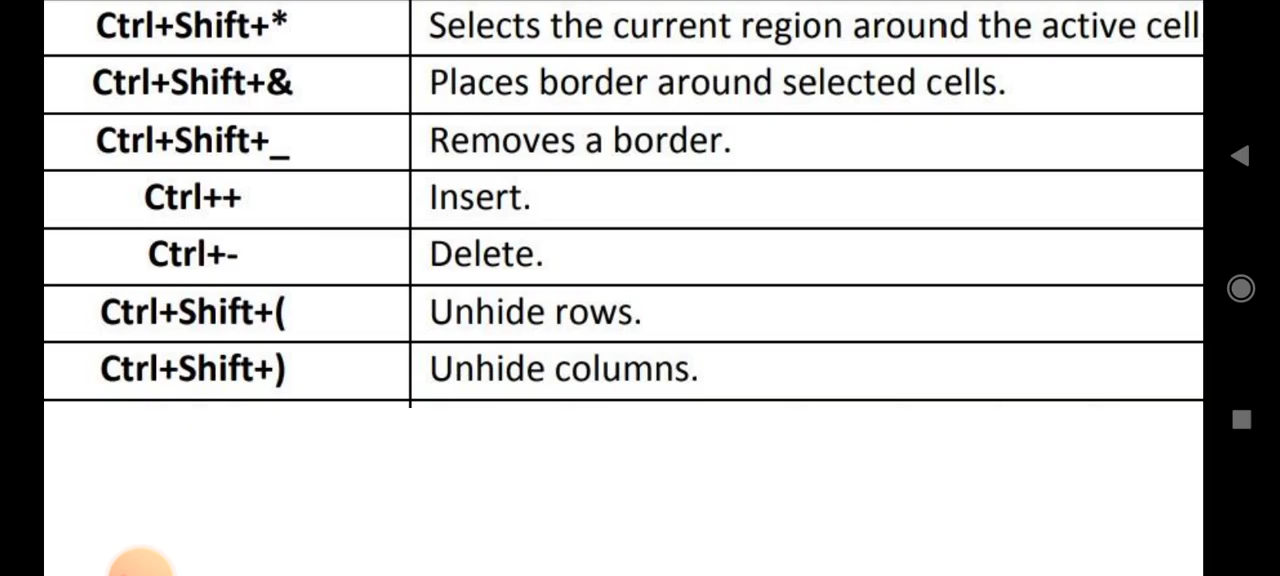 Ctrl+Shift+* Selects the current region around the active cell
Ctrl+Shift+& Places border around selected cells.
Ctrl+Shift+_ Removes a border.
Ctrl++ Insert.
Ctrl+- Delete.
Ctrl+Shift+( Unhide rows.
Ctrl+Shift+) Unhide columns.